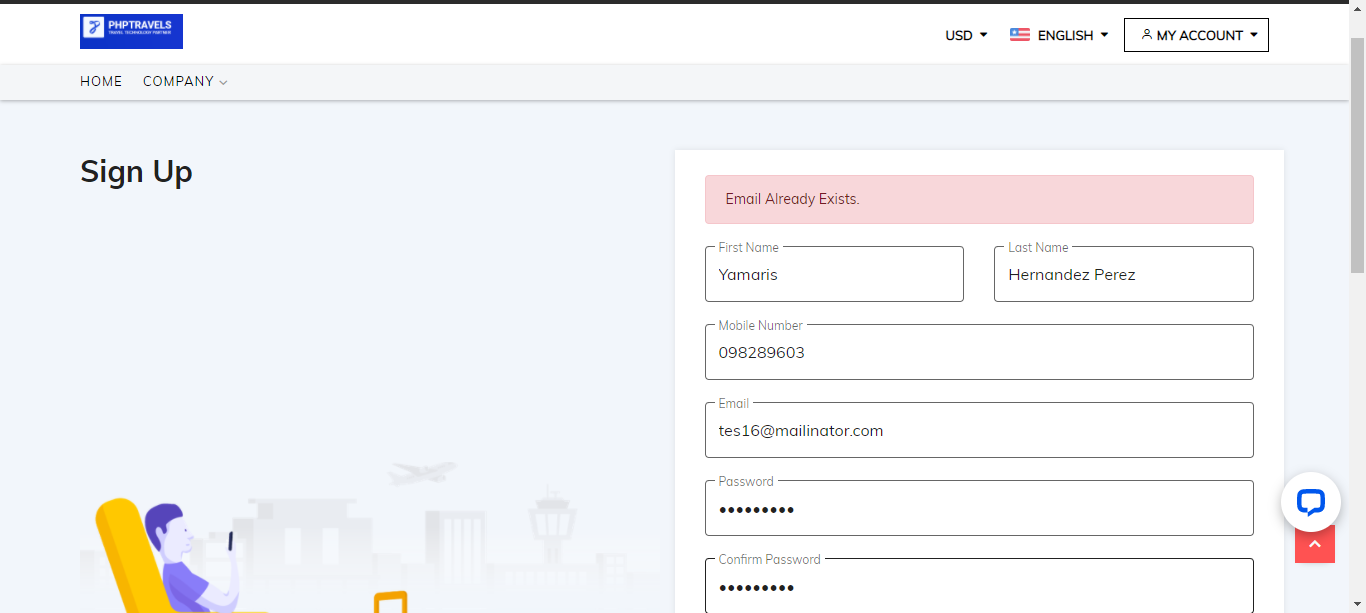 PHPTRAVELS
TRAVEL TECHNOLOGY PARTNER
USD
ENGLISH
MY ACCOUNT
HOME COMPANY
Sign Up
Email Already Exists.
First Name
Yamaris
Last Name
Hernandez Perez
Mobile Number
098289603
Email
tes16@mailinator.com
Password
•••••••••
Confirm Password
•••••••••